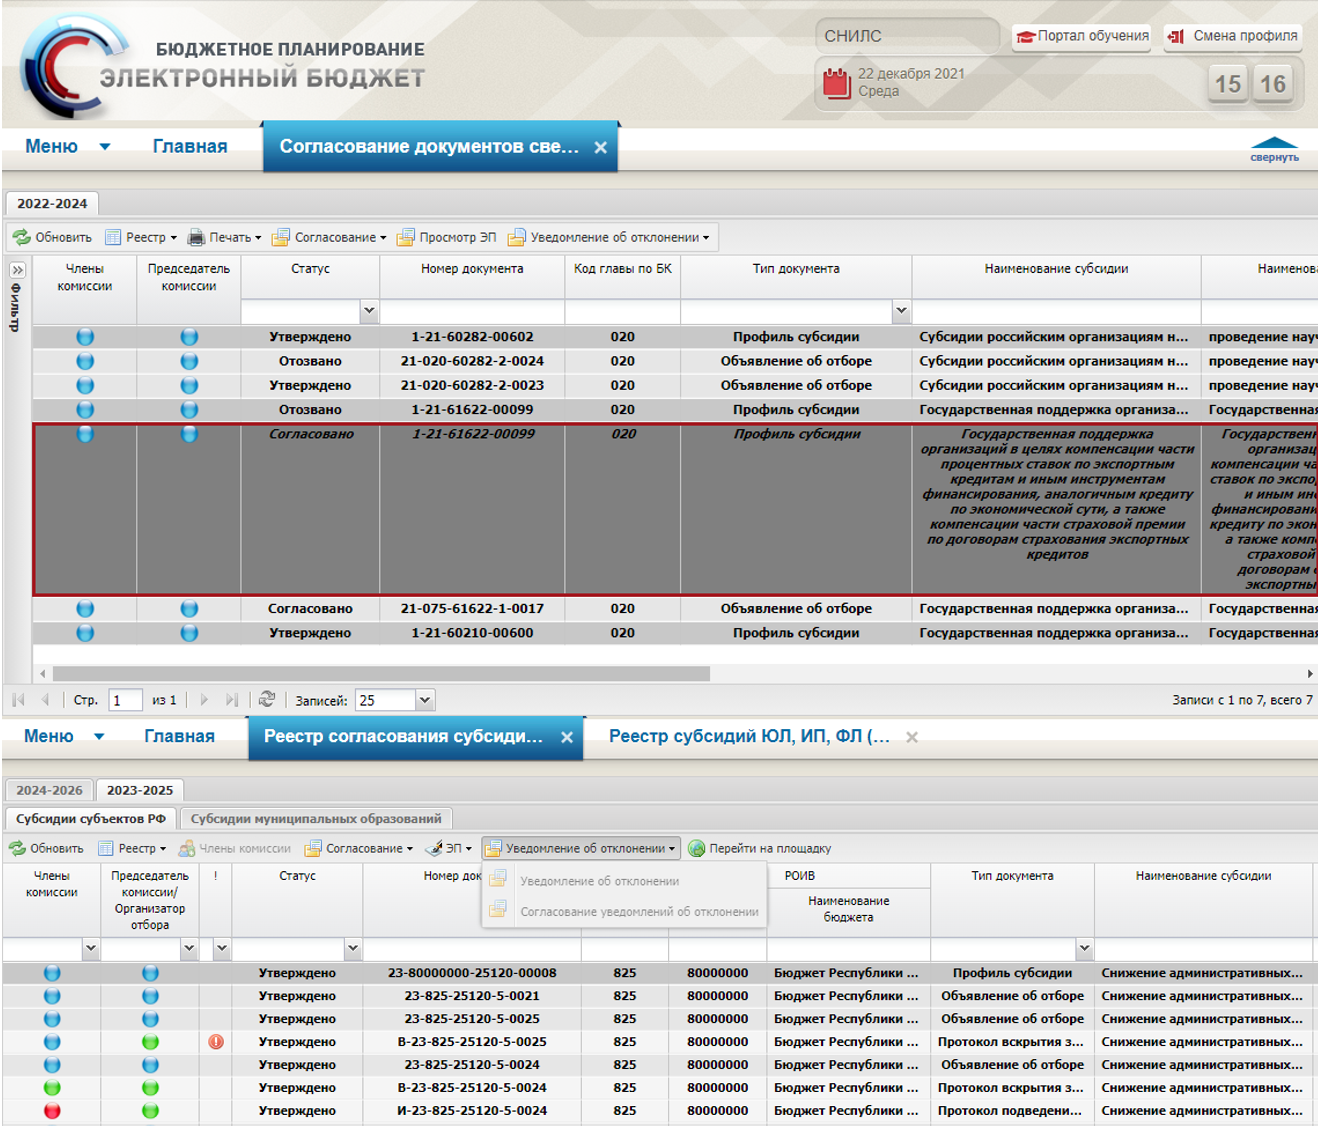 БЮДЖЕТНОЕ ПЛАНИРОВАНИЕ
ЭЛЕКТРОННЫЙ БЮДЖЕТ
СНИЛС
Портал обучения
Смена профиля
22 декабря 2021
Среда
15 16
Меню Главная Согласование документов све...
свернуть
2022-2024
Обновить Реестр Печать Согласование Просмотр ЭП Уведомление об отклонении
Фильтр
Члены комиссии Председатель комиссии Статус Номер документа Код главы по БК Тип документа Наименование субсидии Наименова
Утверждено 1-21-60282-00602 020 Профиль субсидии Субсидии российским организациям н... проведение науч
Отозвано 21-020-60282-2-0024 020 Объявление об отборе Субсидии российским организациям н... проведение науч
Утверждено 21-020-60282-2-0023 020 Объявление об отборе Субсидии российским организациям н... проведение науч
Отозвано 1-21-61622-00099 020 Профиль субсидии Государственная поддержка организа... Государственная
Согласовано 1-21-61622-00099 020 Профиль субсидии Государственная поддержка Государственн
организаций в целях компенсации части организац
процентных ставок по экспортным компенсации ча
кредитам и иным инструментам ставок по экспо
финансирования, аналогичным кредиту и иным ин
по экономической сути, а также финансировани
компенсации части страховой премии кредиту по экон
по договорам страхования экспортных а также комп
кредитов страховой
договорам с
экспортны
Согласовано 21-075-61622-1-0017 020 Объявление об отборе Государственная поддержка организа... Государственная
Утверждено 1-21-60210-00600 020 Профиль субсидии Государственная поддержка организа... Государственная
Стр. 1 из 1 Записей: 25 Записи с 1 по 7, всего 7
Меню Главная Реестр согласования субсиди... Реестр субсидий ЮЛ, ИП, ФЛ (...
2024-2026 2023-2025
Субсидии субъектов РФ Субсидии муниципальных образований
Обновить Реестр Члены комиссии Согласование ЭП Уведомление об отклонении Перейти на площадку
Уведомление об отклонении
Согласование уведомлений об отклонении
Члены комиссии Председатель комиссии/ Организатор отбора ! Статус Номер док РОИВ Наименование бюджета Тип документа Наименование субсидии
Утверждено 23-80000000-25120-00008 825 80000000 Бюджет Республики ... Профиль субсидии Снижение административных...
Утверждено 23-825-25120-5-0021 825 80000000 Бюджет Республики ... Объявление об отборе Снижение административных...
Утверждено 23-825-25120-5-0025 825 80000000 Бюджет Республики ... Объявление об отборе Снижение административных...
Утверждено В-23-825-25120-5-0025 825 80000000 Бюджет Республики ... Протокол вскрытия з... Снижение административных...
Утверждено 23-825-25120-5-0024 825 80000000 Бюджет Республики ... Объявление об отборе Снижение административных...
Утверждено В-23-825-25120-5-0024 825 80000000 Бюджет Республики ... Протокол вскрытия з... Снижение административных...
Утверждено И-23-825-25120-5-0024 825 80000000 Бюджет Республики ... Протокол подведени... Снижение административных...